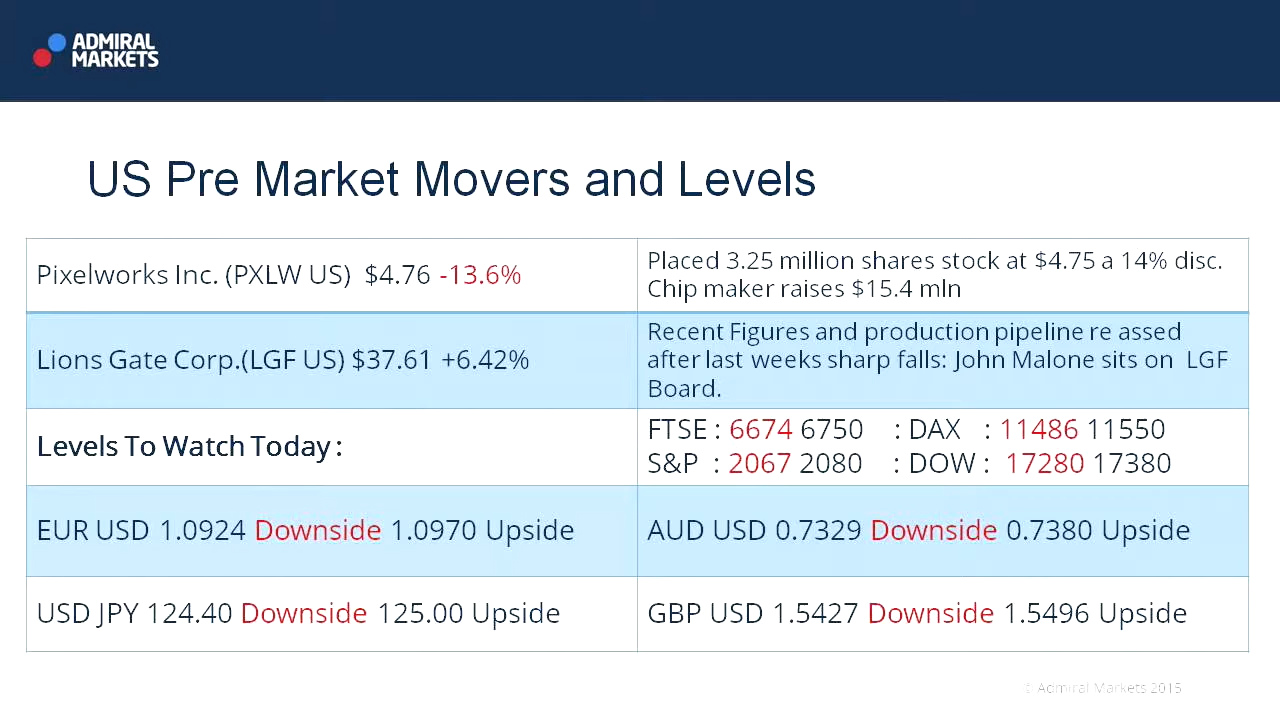 ADMIRAL
MARKETS
US Pre Market Movers and Levels
Pixelworks Inc. (PXLW US) $4.76 -13.6%
Placed 3.25 million shares stock at $4.75 a 14% disc.
Chip maker raises $15.4 mln
Lions Gate Corp.(LGF US) $37.61 +6.42%
Recent Figures and production pipeline re assed
after last weeks sharp falls: John Malone sits on LGF
Board.
Levels To Watch Today :
FTSE : 6674 6750 : DAX : 11486 11550
S&P : 2067 2080 : DOW : 17280 17380
EUR USD 1.0924 Downside 1.0970 Upside
AUD USD 0.7329 Downside 0.7380 Upside
USD JPY 124.40 Downside 125.00 Upside
GBP USD 1.5427 Downside 1.5496 Upside
© Admiral Markets 2015